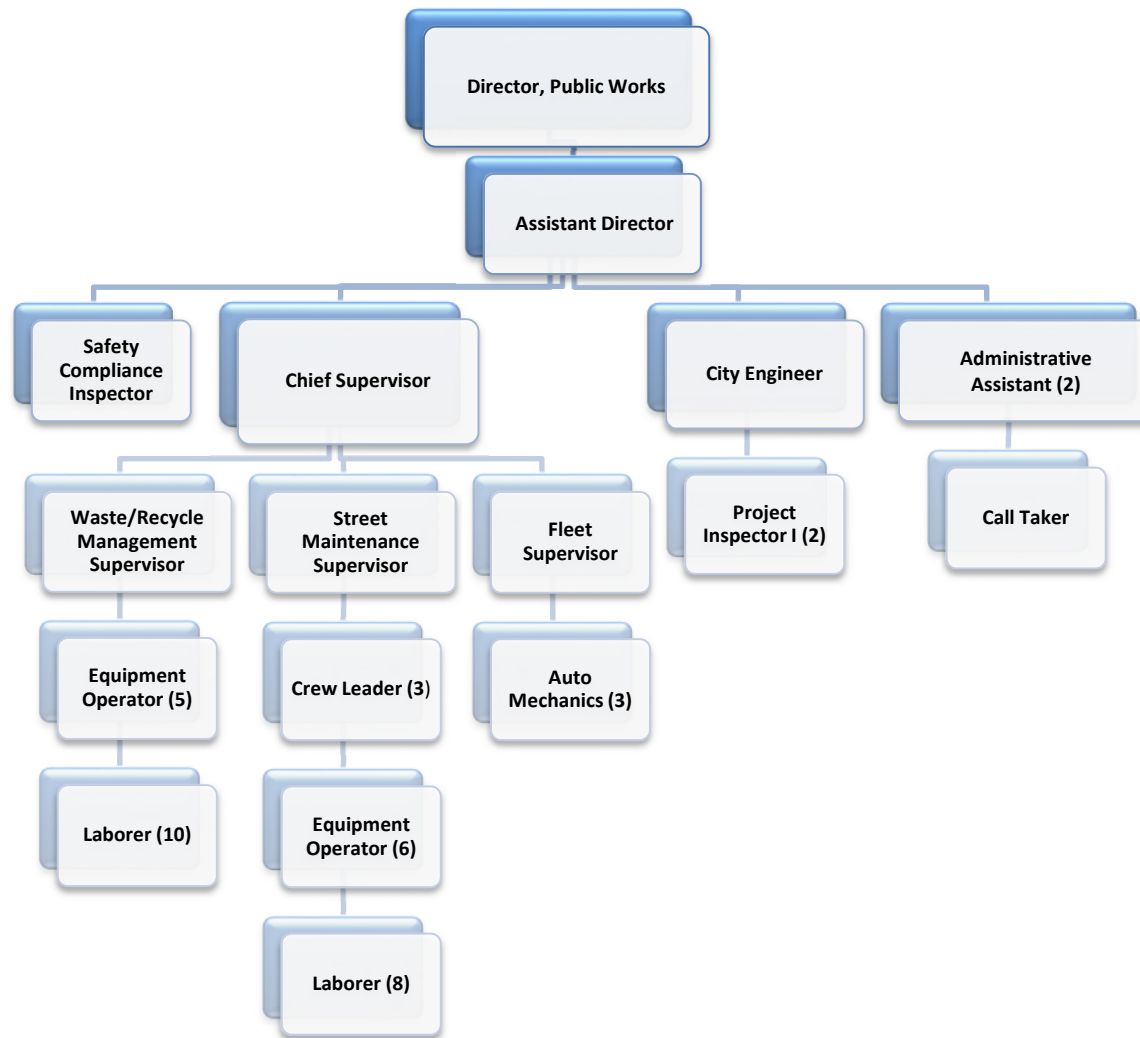 Director, Public Works
Assistant Director
Safety
Compliance
Inspector
Chief Supervisor
City Engineer
Administrative
Assistant (2)
Waste/Recycle
Management
Supervisor
Street
Maintenance
Supervisor
Fleet
Supervisor
Project
Inspector I (2)
Call Taker
Equipment
Operator (5)
Crew Leader (3)
Auto
Mechanics (3)
Laborer (10)
Equipment
Operator (6)
Laborer (8)